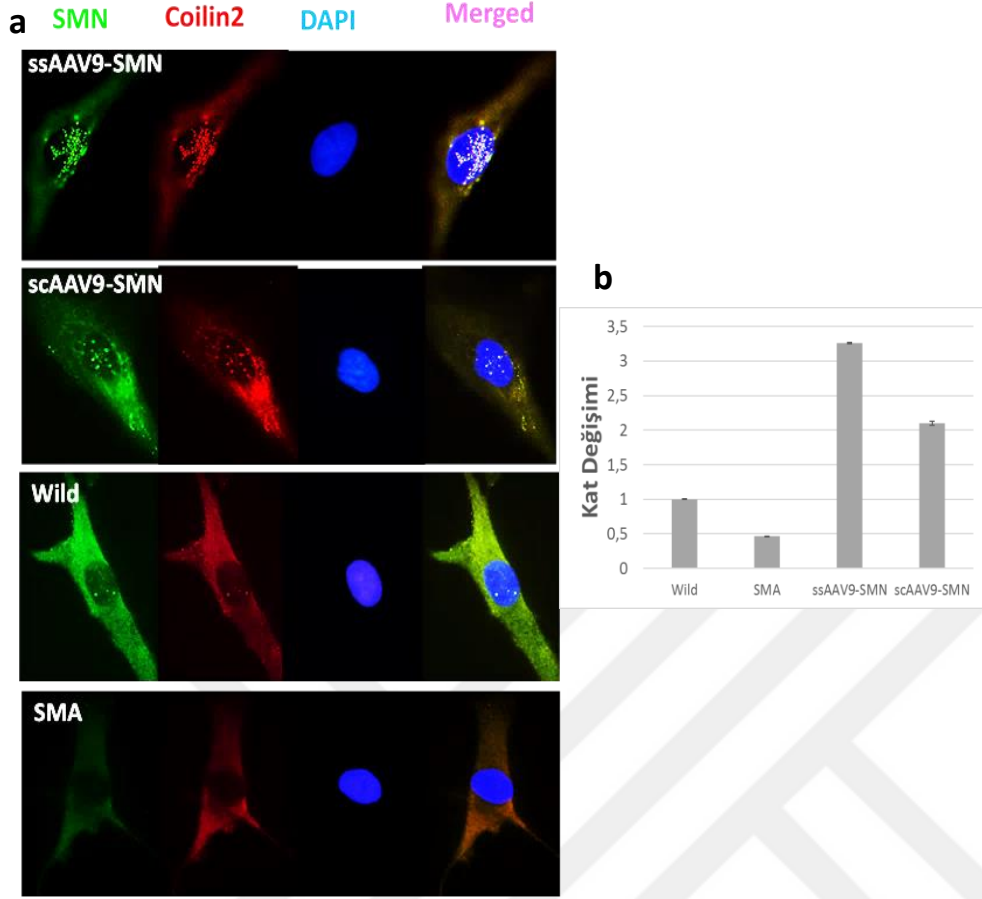 a
SMN Coilin2 DAPI Merged
ssAAV9-SMN
scAAV9-SMN
Wild
SMA
b
Kat Değişimi
3,5
3
2,5
2
1,5
1
0,5
0
Wild SMA ssAAV9-SMN scAAV9-SMN